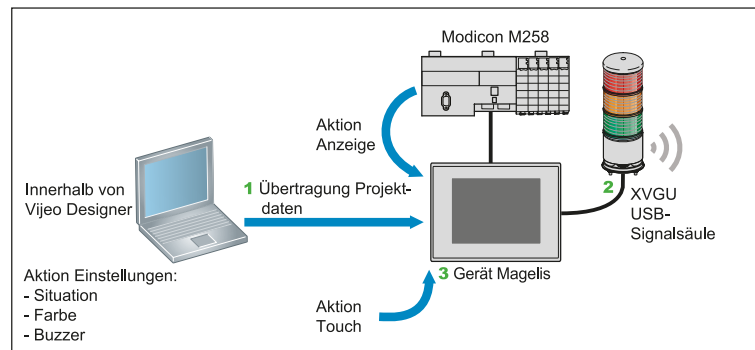 Modicon M258
Aktion
Anzeige
Innerhalb von
Vijeo Designer
1 Übertragung Projekt-
daten
2
XVGU
USB-
Signalsäule
3 Gerät Magelis
Aktion Einstellungen:
- Situation
- Farbe
- Buzzer
Aktion
Touch